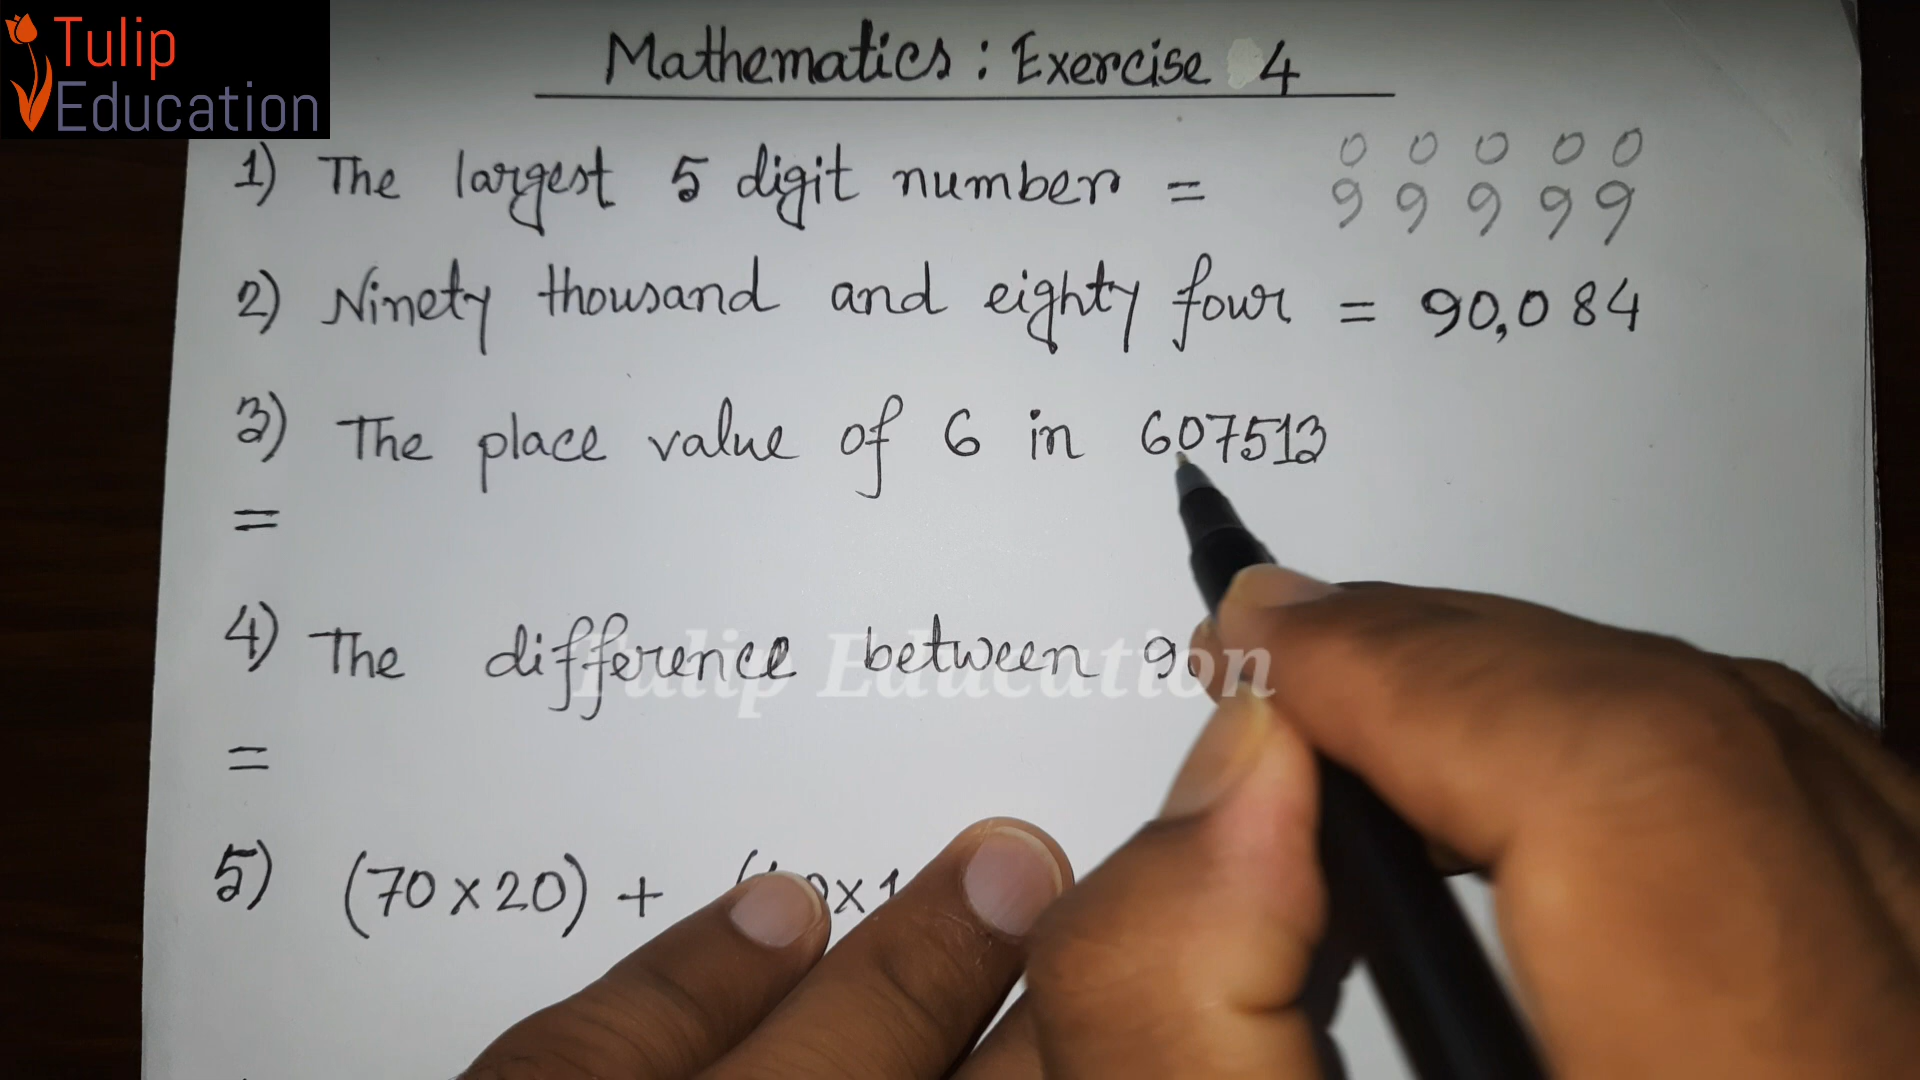 Tulip
Education
Mathematics : Exercise 4
0 0 0 0 0
1) The largest 5 digit number = 9 9 9 9 9
2) Ninety thousand and eighty four = 90,084
3) The place value of 6 in 607513
=
4) The difference between
Tulip Education
=
5) (70×20) +